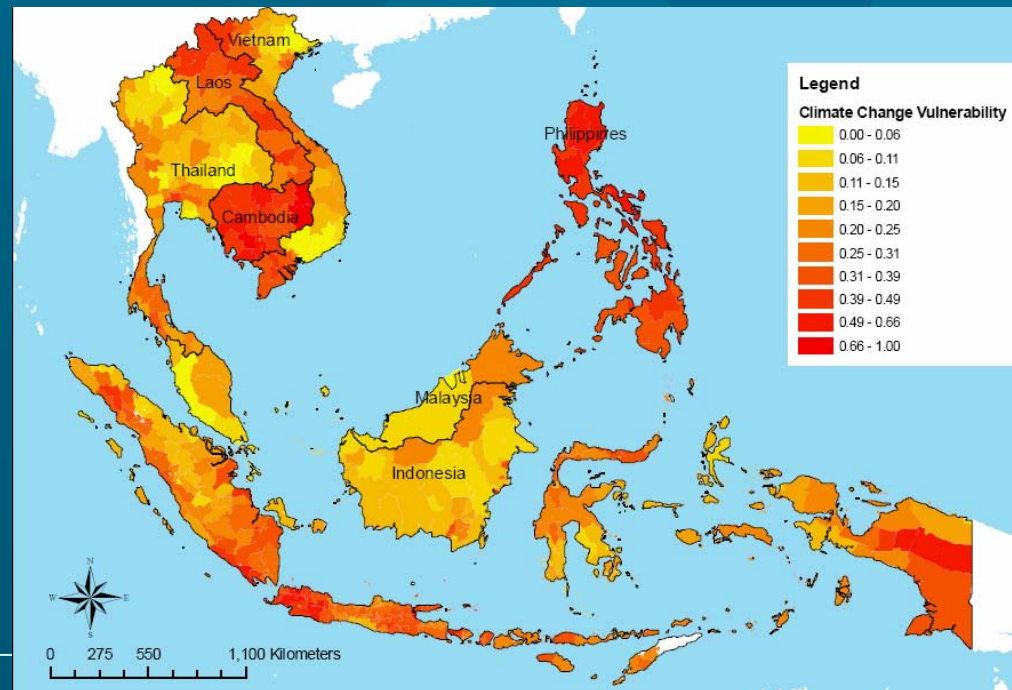 Vietnam
Laos
Thailand
Cambodia
Philippines
Malaysia
Indonesia
Legend
Climate Change Vulnerability
0.00 - 0.06
0.06 - 0.11
0.11 - 0.15
0.15 - 0.20
0.20 - 0.25
0.25 - 0.31
0.31 - 0.39
0.39 - 0.49
0.49 - 0.66
0.66 - 1.00
N
W E
S
0 275 550 1,100 Kilometers